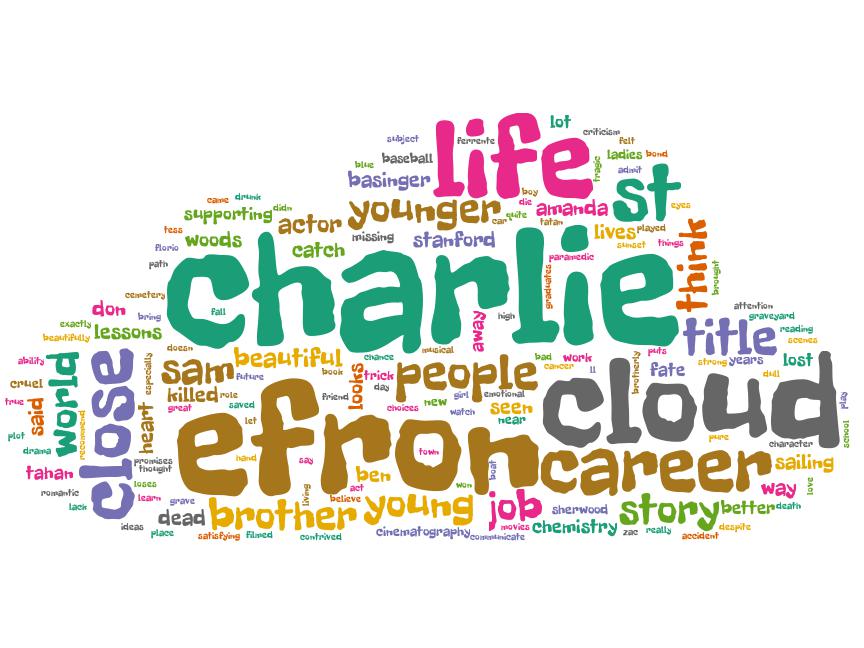 lot
criticism
subject
ferrente
life
felt
blue
baseball
ladies
bond
tragic
basinger
admit
st
came
drunk
boy
die
amanda
eyes
supporting
didn
actor
younger
car
quite
tatan
lives
played
tess
woods
catch
missing
stanford
sunset
things
think
florio
path
charlie
paramedic
graduates
brought
cemetery
fall
high
away
don
bring
attention
graveyard
exactly
lessons
title
reading
beautifully
scenes
doesn
musical
ability
world
close
especially
sam
beautiful
chance
bad
work
puts
strong
years
lost
future
book
looks
trick
people
cancer
ll
brotherly
fate
dull
cruel
killed
role
day
girl
emotional
cloud
true
said
great
saved
friend
choices
new
watch
seen
near
play
heart
let
efron
town
pure
school
plot
recommend
drama
hand
say
character
tahan
promises
thought
boat
career
sailing
romantic
loses
ben
won
way
love
lack
learn
grave
living
act
believe
young
job
movies
sherwood
story
better
death
ideas
dead
brother
chemistry
zac
really
despite
place
satisfying
filmed
contrived
cinematography
communicate
accident